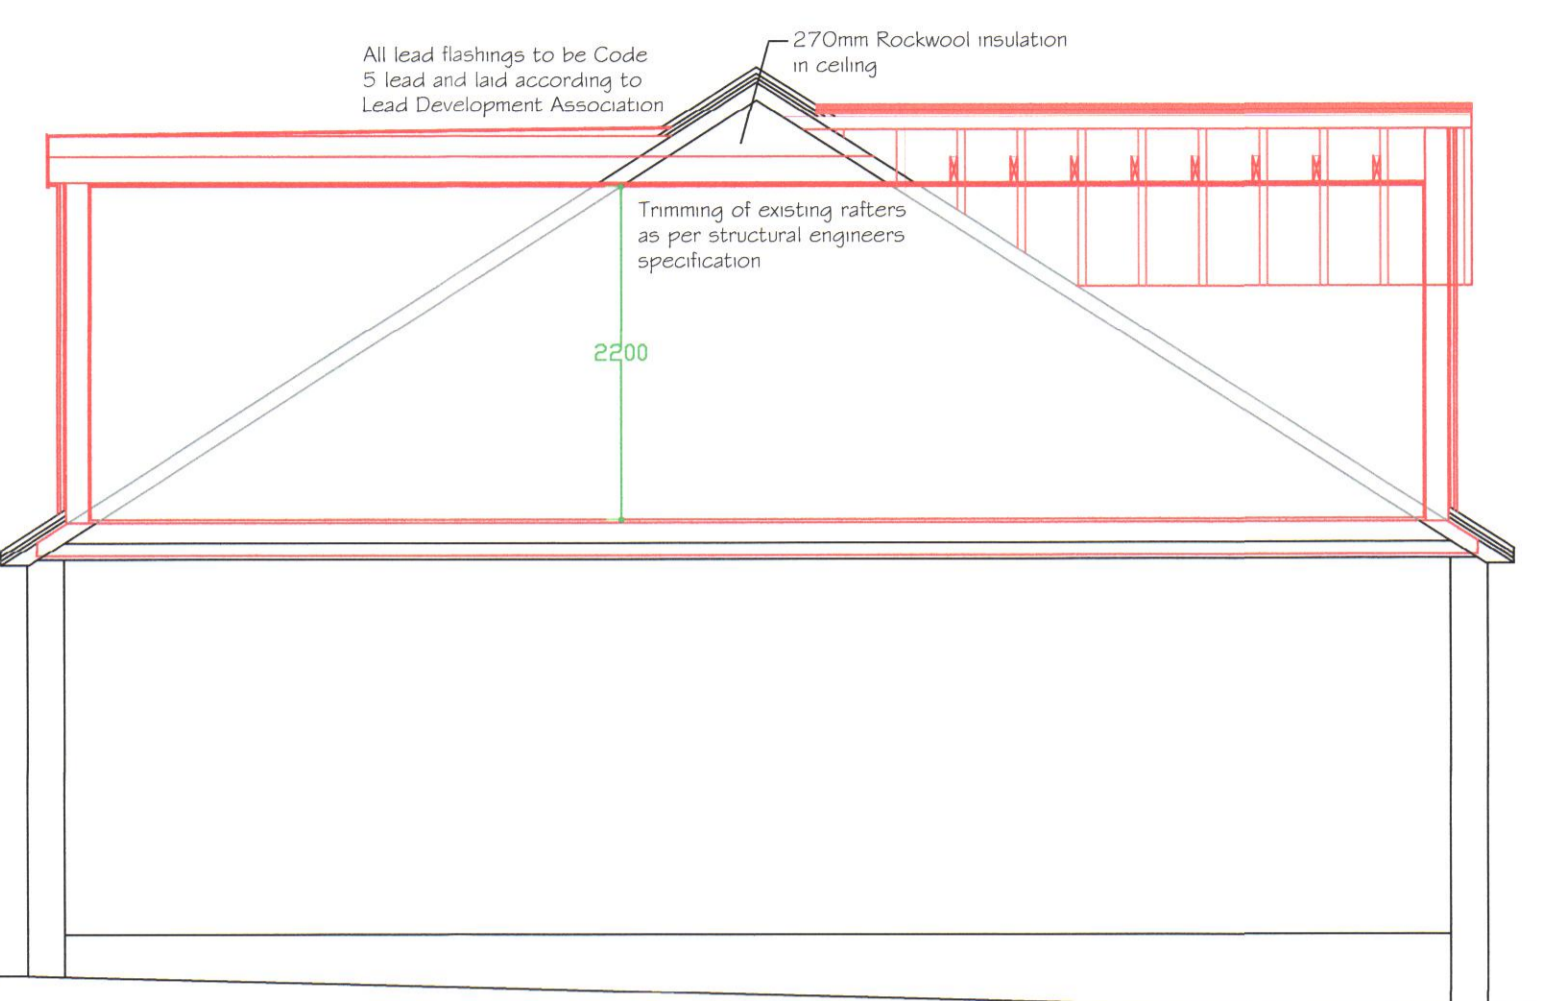 All lead flashings to be Code
5 lead and laid according to
Lead Development Association
270mm Rockwool insulation
in ceiling
Trimming of existing rafters
as per structural engineers
specification
2200